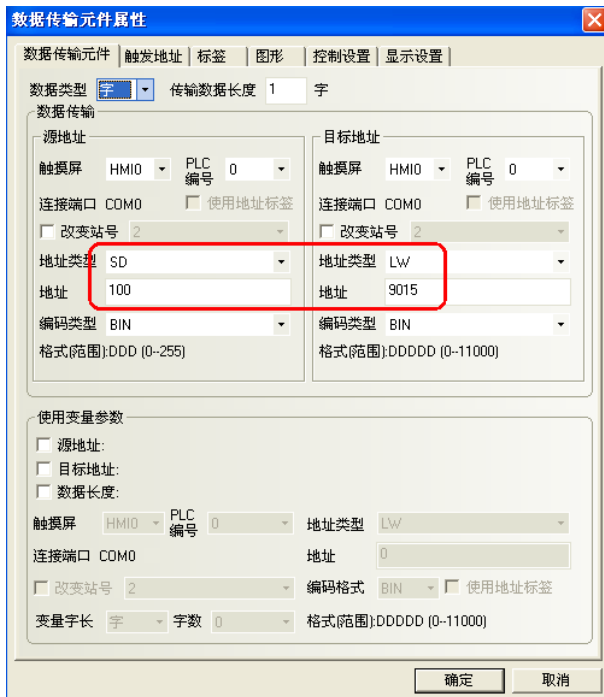 数据传输元件属性
数据传输元件 触发地址 标签 图形 控制设置 显示设置
数据类型 字 传输数据长度 1 字
数据传输
源地址 目标地址
触摸屏 HMI0 PLC编号 0 触摸屏 HMI0 PLC编号 0
连接端口 COM0 使用地址标签 连接端口 COM0 使用地址标签
改变站号 2 改变站号 2
地址类型 SD 地址类型 LW
地址 100 地址 9015
编码类型 BIN 编码类型 BIN
格式(范围):DDD (0--255) 格式(范围):DDDDD (0--11000)
使用变量参数
源地址:
目标地址:
数据长度:
触摸屏 HMI0 PLC编号 0 地址类型 LW
连接端口 COM0 地址 0
改变站号 2 编码格式 BIN 使用地址标签
变量字长 字 字数 0 格式(范围):DDDDD (0--11000)
确定 取消